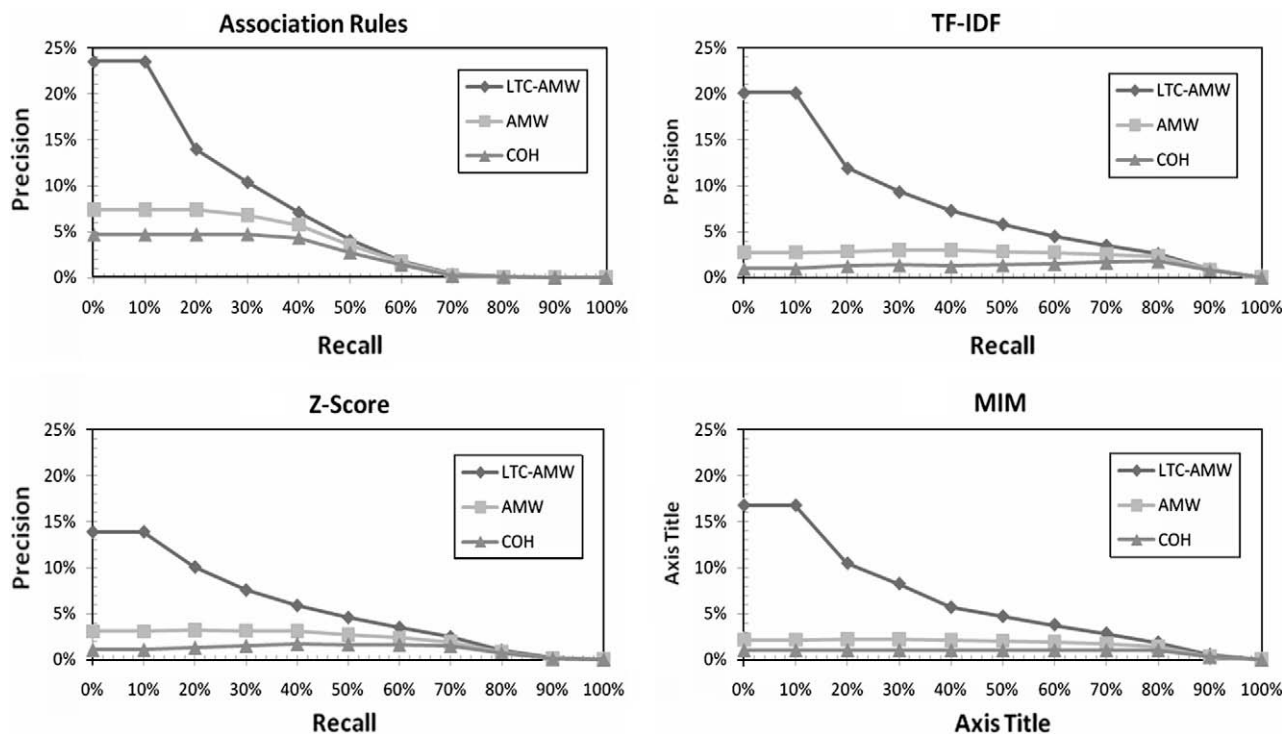 Association Rules
25%
20%
15%
10%
5%
0%
Precision
LTC-AMW
AMW
COH
0% 10% 20% 30% 40% 50% 60% 70% 80% 90% 100%
Recall
TF-IDF
25%
20%
15%
10%
5%
0%
Precision
LTC-AMW
AMW
COH
0% 10% 20% 30% 40% 50% 60% 70% 80% 90% 100%
Recall
Z-Score
25%
20%
15%
10%
5%
0%
Precision
LTC-AMW
AMW
COH
0% 10% 20% 30% 40% 50% 60% 70% 80% 90% 100%
Recall
MIM
25%
20%
15%
10%
5%
0%
Axis Title
LTC-AMW
AMW
COH
0% 10% 20% 30% 40% 50% 60% 70% 80% 90% 100%
Axis Title